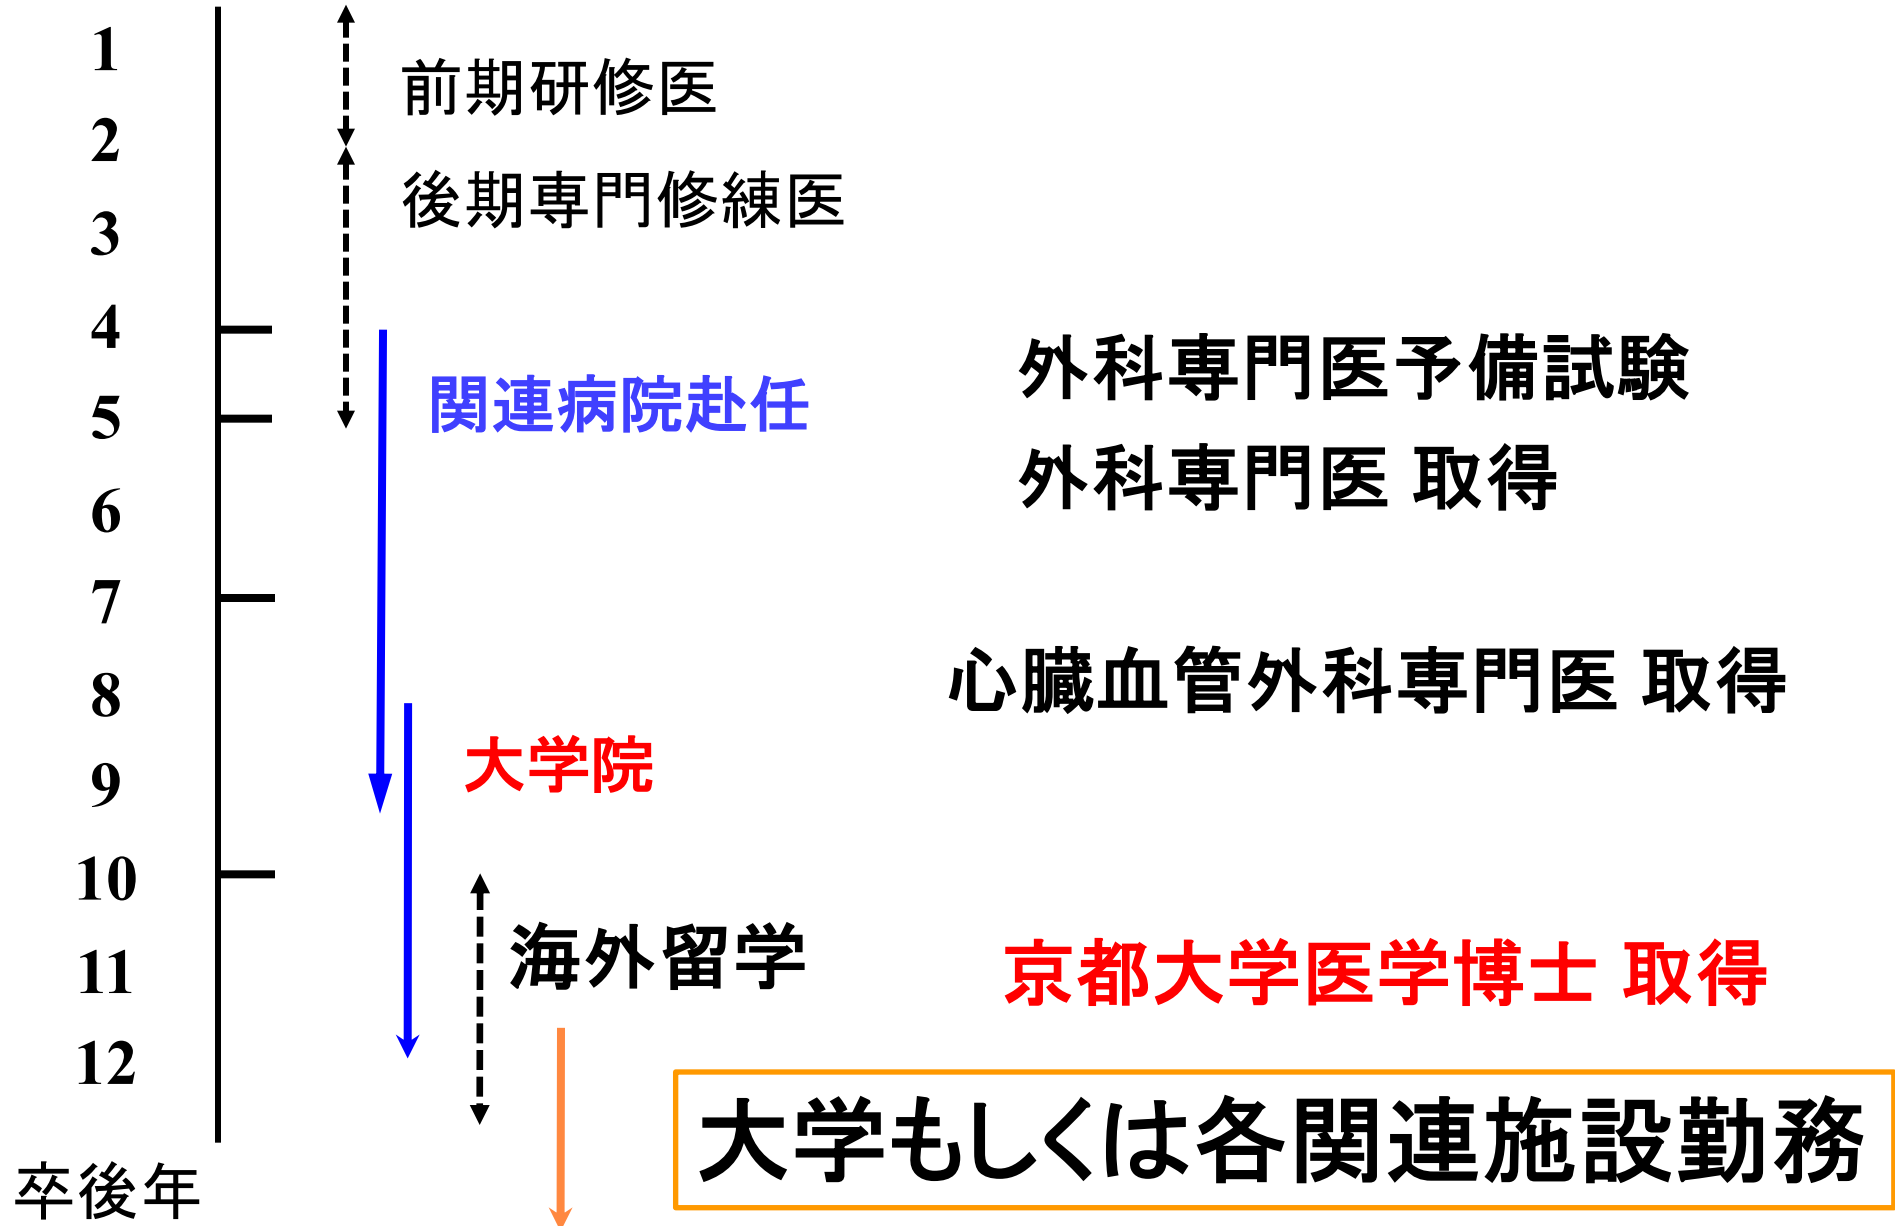 1
前期研修医
2
後期専門修練医
3
4
外科専門医予備試験
関連病院赴任
5
外科専門医 取得
6
7
心臓血管外科専門医 取得
8
大学院
9
10
海外留学
京都大学医学博士 取得
11
12
大学もしくは各関連施設勤務
卒後年